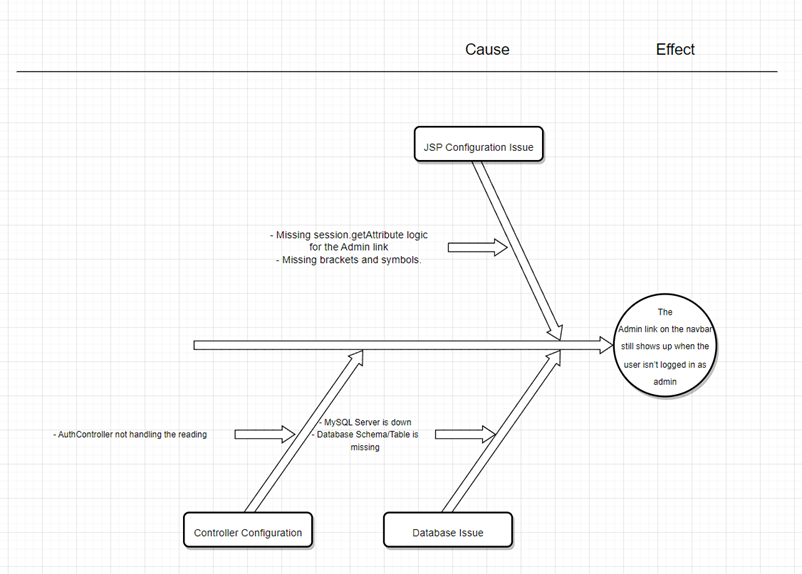 Cause
Effect
JSP Configuration Issue
- Missing session.getAttribute logic
for the Admin link
- Missing brackets and symbols.
The
Admin link on the navbar
still shows up when the
user isn't logged in as
admin
- AuthController not handling the reading
- MySQL Server is down
- Database Schema/Table is
missing
Controller Configuration
Database Issue